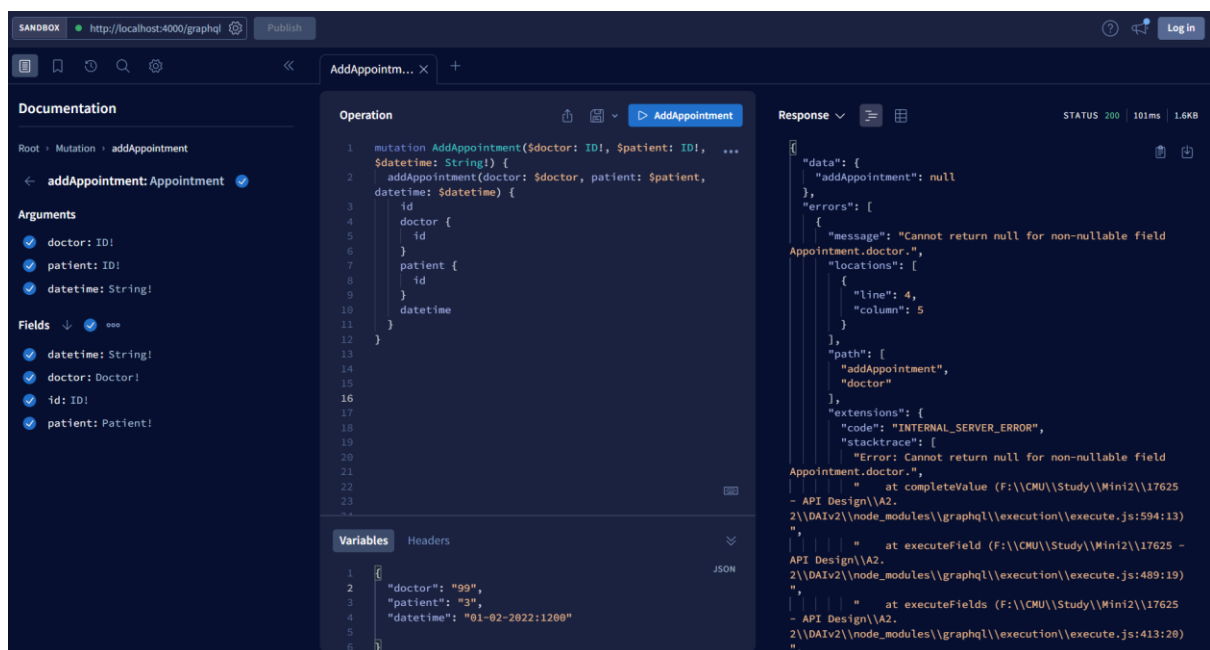 SANDBOX http://localhost:4000/graphql Publish
Log in
AddAppointm... × +
Documentation
Root › Mutation › addAppointment
← addAppointment: Appointment
Arguments
doctor: ID!
patient: ID!
datetime: String!
Fields
datetime: String!
doctor: Doctor!
id: ID!
patient: Patient!
Operation
AddAppointment
1 mutation AddAppointment($doctor: ID!, $patient: ID!, ...
$datetime: String!) {
2 addAppointment(doctor: $doctor, patient: $patient,
datetime: $datetime) {
3 id
4 doctor {
5 id
6 }
7 patient {
8 id
9 }
10 datetime
11 }
12 }
13
14
15
16
17
18
19
20
21
22
23
24
Variables Headers
JSON
1 {
2 "doctor": "99",
3 "patient": "3",
4 "datetime": "01-02-2022:1200"
5
6 }
Response STATUS 200 | 101ms | 1.6KB
{
"data": {
"addAppointment": null
},
"errors": [
{
"message": "Cannot return null for non-nullable field
Appointment.doctor.",
"locations": [
{
"line": 4,
"column": 5
}
],
"path": [
"addAppointment",
"doctor"
],
"extensions": {
"code": "INTERNAL_SERVER_ERROR",
"stacktrace": [
"Error: Cannot return null for non-nullable field
Appointment.doctor.",
" at completeValue (F:\\CMU\\Study\\Mini2\\17625
- API Design\\A2.
2\\DAIv2\\node_modules\\graphql\\execution\\execute.js:594:13)
",
" at executeField (F:\\CMU\\Study\\Mini2\\17625 -
API Design\\A2.
2\\DAIv2\\node_modules\\graphql\\execution\\execute.js:489:19)
",
" at executeFields (F:\\CMU\\Study\\Mini2\\17625
- API Design\\A2.
2\\DAIv2\\node_modules\\graphql\\execution\\execute.js:413:20)
",